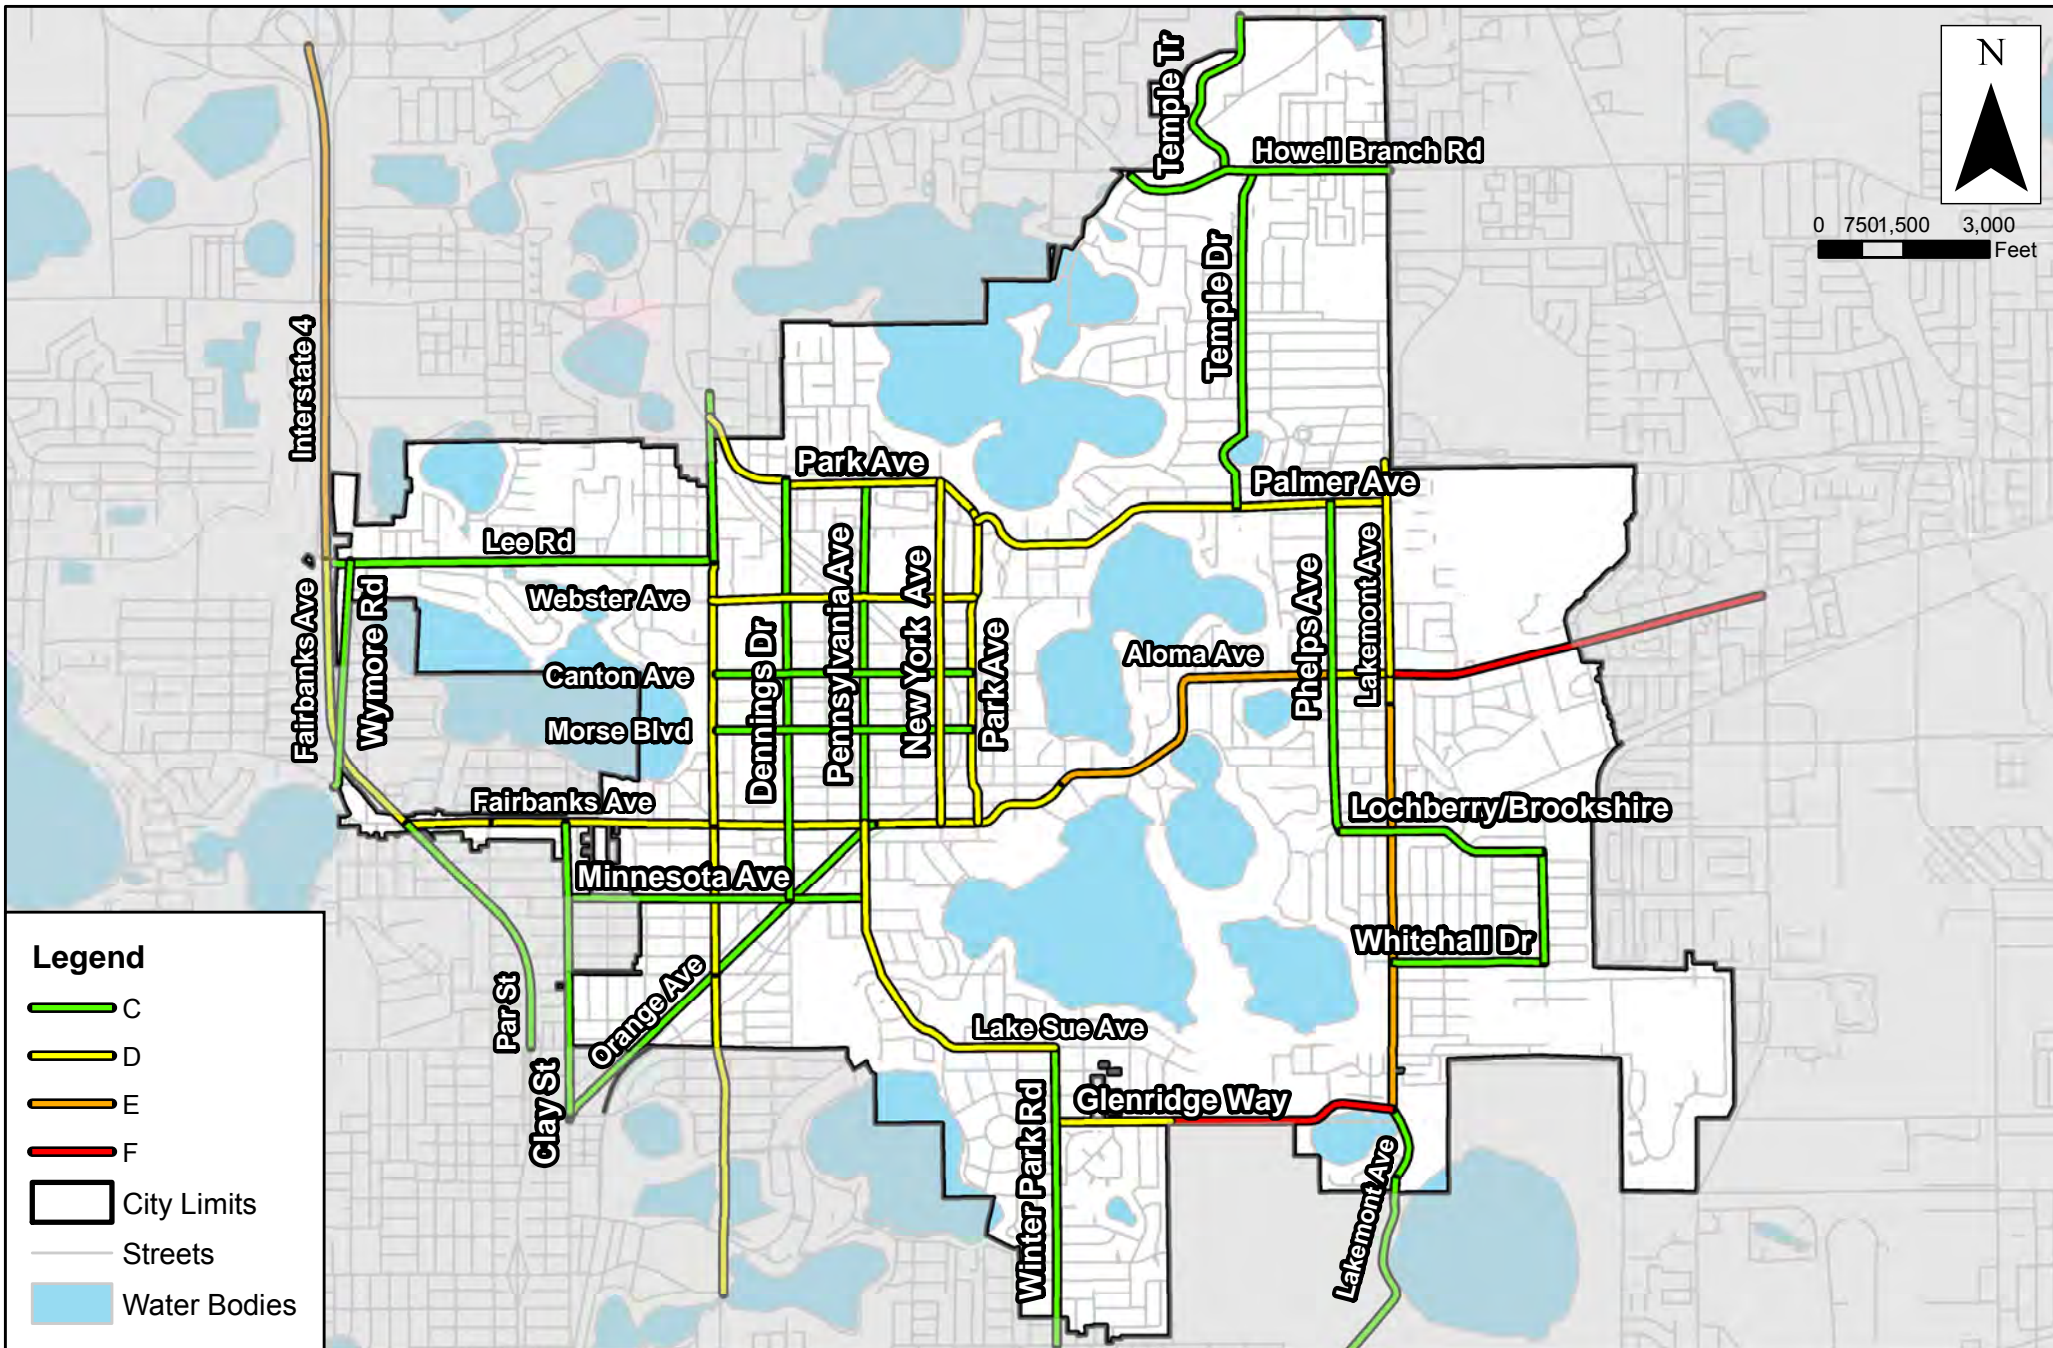 N
0 750 1,500 3,000
Feet
Temple Tr
Howell Branch Rd
Temple Dr
Interstate 4
Park Ave
Palmer Ave
Lee Rd
Webster Ave
Fairbanks Ave
Wymore Rd
Canton Ave
Morse Blvd
Dennings Dr
Pennsylvania Ave
New York Ave
Park Ave
Aloma Ave
Phelps Ave
Lakemont Ave
Fairbanks Ave
Lochberry/Brookshire
Minnesota Ave
Whitehall Dr
Par St
Orange Ave
Clay St
Lake Sue Ave
Glenridge Way
Winter Park Rd
Lakemont Ave
Legend
C
D
E
F
City Limits
Streets
Water Bodies